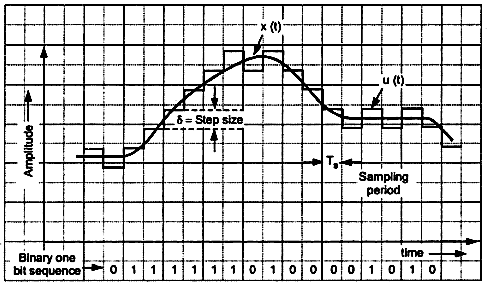 x (t)
u (t)
Amplitude
δ = Step size
Ts
Sampling
period
time
Binary one
bit sequence
0 1 1 1 1 1 1 0 1 0 0 0 0 1 0 1 0